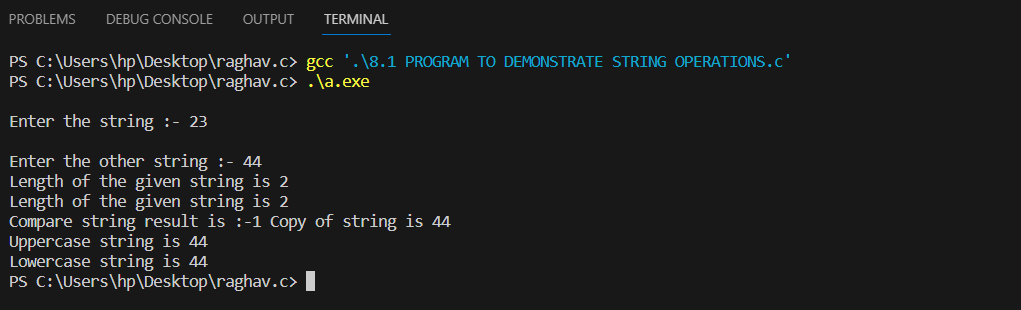 PROBLEMS DEBUG CONSOLE OUTPUT TERMINAL
PS C:\Users\hp\Desktop\raghav.c> gcc '.\8.1 PROGRAM TO DEMONSTRATE STRING OPERATIONS.c'
PS C:\Users\hp\Desktop\raghav.c> .\a.exe
Enter the string :- 23
Enter the other string :- 44
Length of the given string is 2
Length of the given string is 2
Compare string result is :-1 Copy of string is 44
Uppercase string is 44
Lowercase string is 44
PS C:\Users\hp\Desktop\raghav.c>